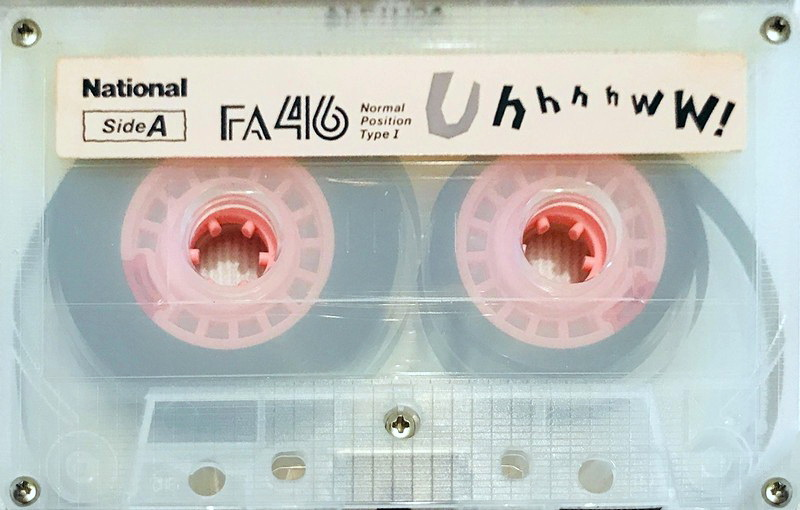 National
Side A
FA46
Normal
Position
Type I
UhhhhwW!